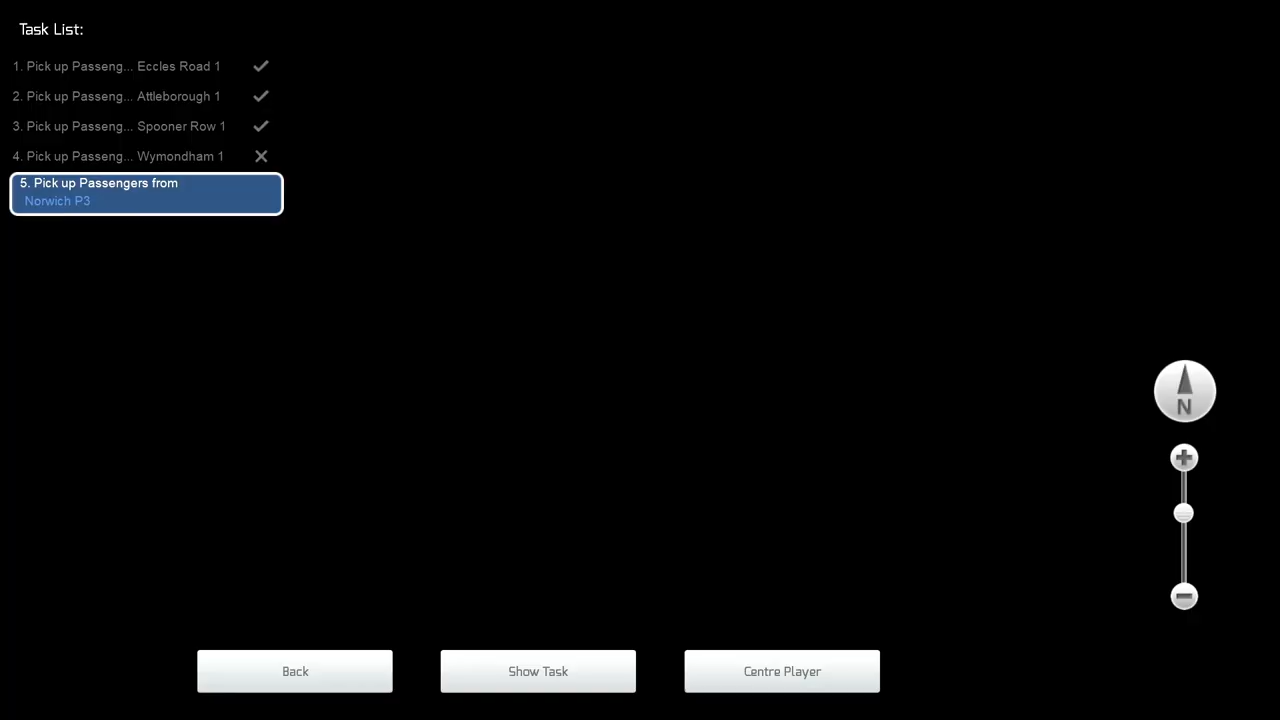 Task List:
1. Pick up Passeng... Eccles Road 1
2. Pick up Passeng... Attleborough 1
3. Pick up Passeng... Spooner Row 1
4. Pick up Passeng... Wymondham 1
5. Pick up Passengers from
Norwich P3
N
Back
Show Task
Centre Player